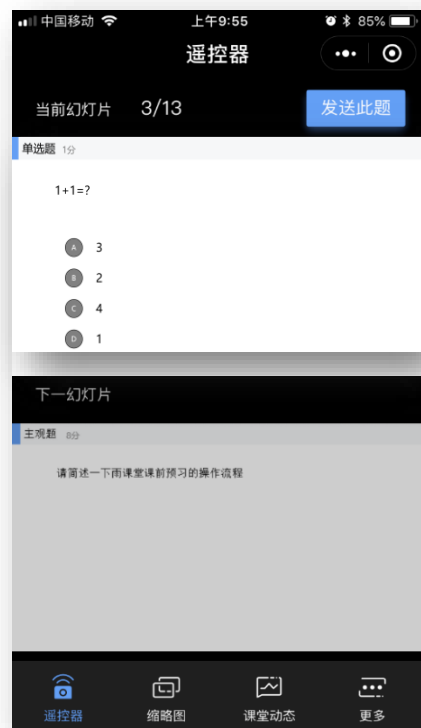 中国移动 上午9:55 85%
遥控器
当前幻灯片 3/13 发送此题
单选题 1分
1+1=?
A 3
B 2
C 4
D 1
下一幻灯片
主观题 8分
请简述一下雨课堂课前预习的操作流程
遥控器 缩略图 课堂动态 更多